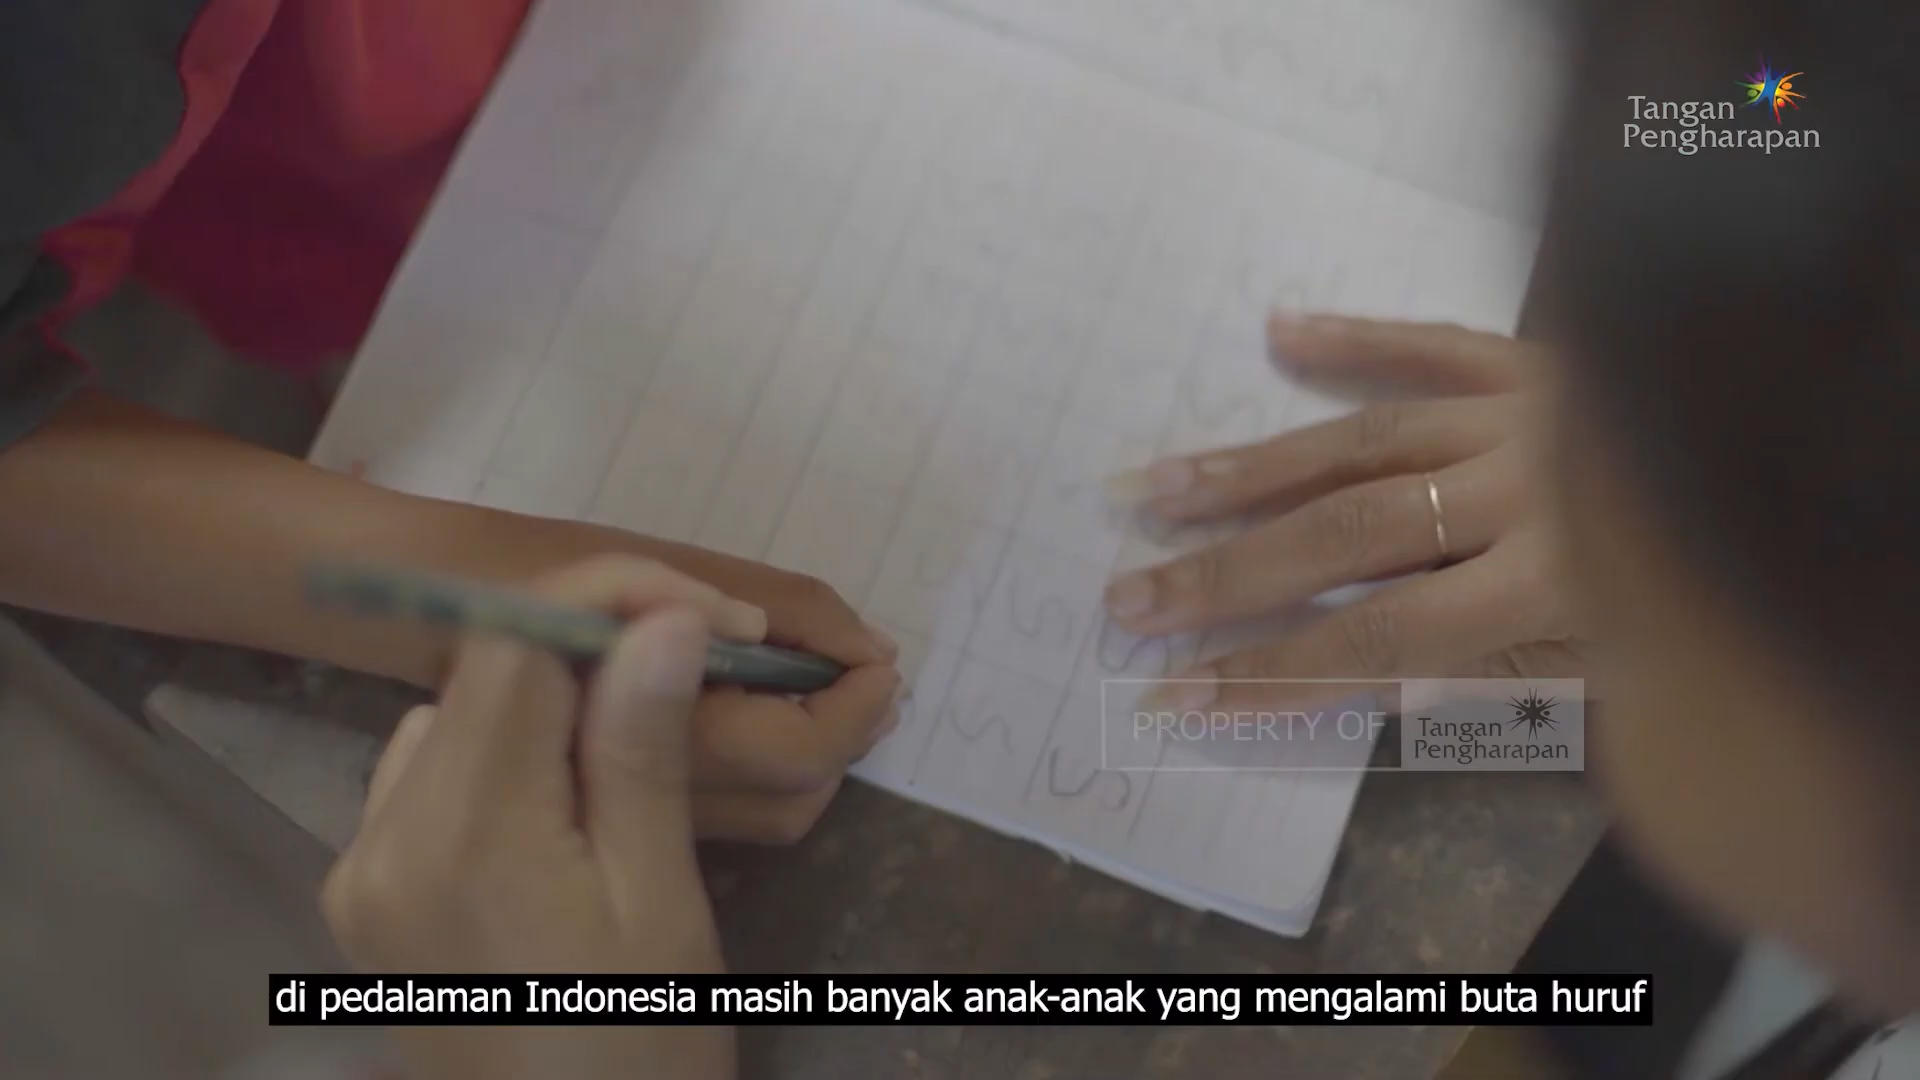 Tangan
Pengharapan
PROPERTY OF
Tangan
Pengharapan
di pedalaman Indonesia masih banyak anak-anak yang mengalami buta huruf